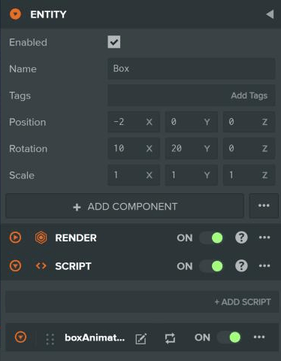 ENTITY
Enabled
Name Box
Tags Add Tags
Position -2 X 0 Y 0 Z
Rotation 10 X 20 Y 0 Z
Scale 1 X 1 Y 1 Z
+ ADD COMPONENT ...
RENDER ON ? ...
<> SCRIPT ON ? ...
+ ADD SCRIPT
boxAnimat... ON ...